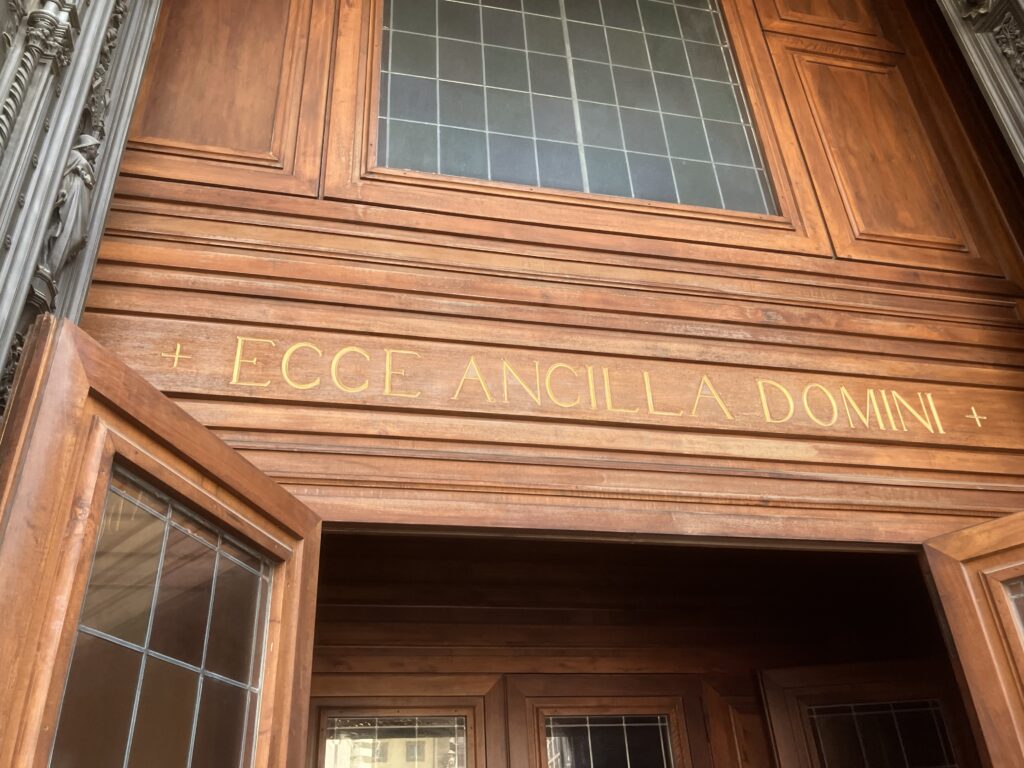 + ECCE ANCILLA DOMINI +